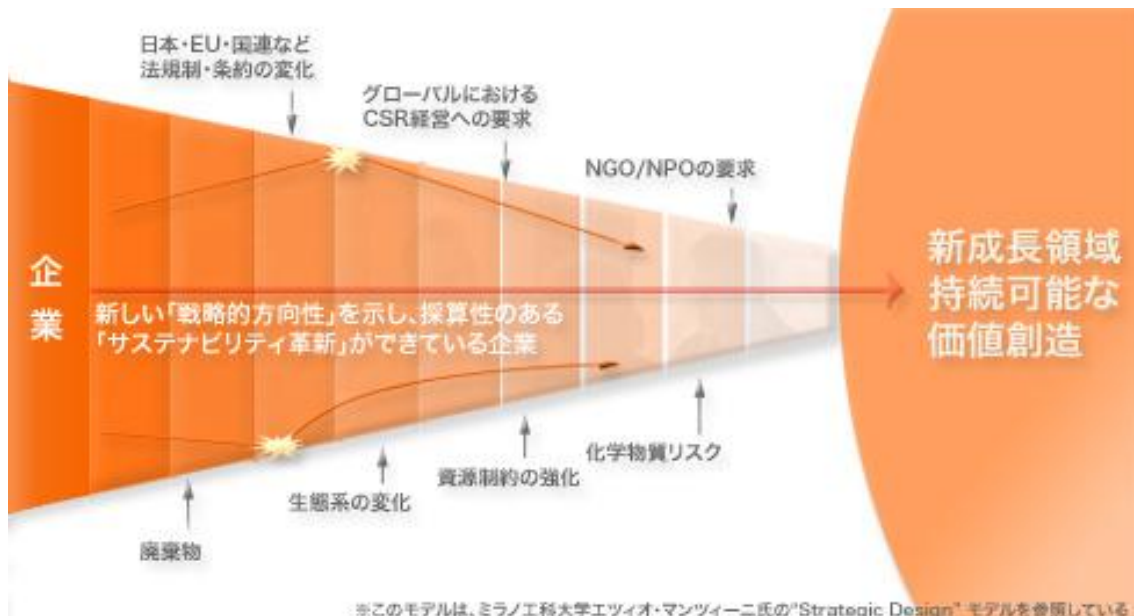 日本・EU・国連など
法規制・条約の変化
グローバルにおける
CSR経営への要求
NGO/NPOの要求
企業
新しい「戦略的方向性」を示し、採算性のある
「サステナビリティ革新」ができている企業
新成長領域
持続可能な
価値創造
廃棄物
生態系の変化
資源制約の強化
化学物質リスク
※このモデルは、ミラノ工科大学エツィオ・マンツィーニ氏の"Strategic Design" モデルを参照している